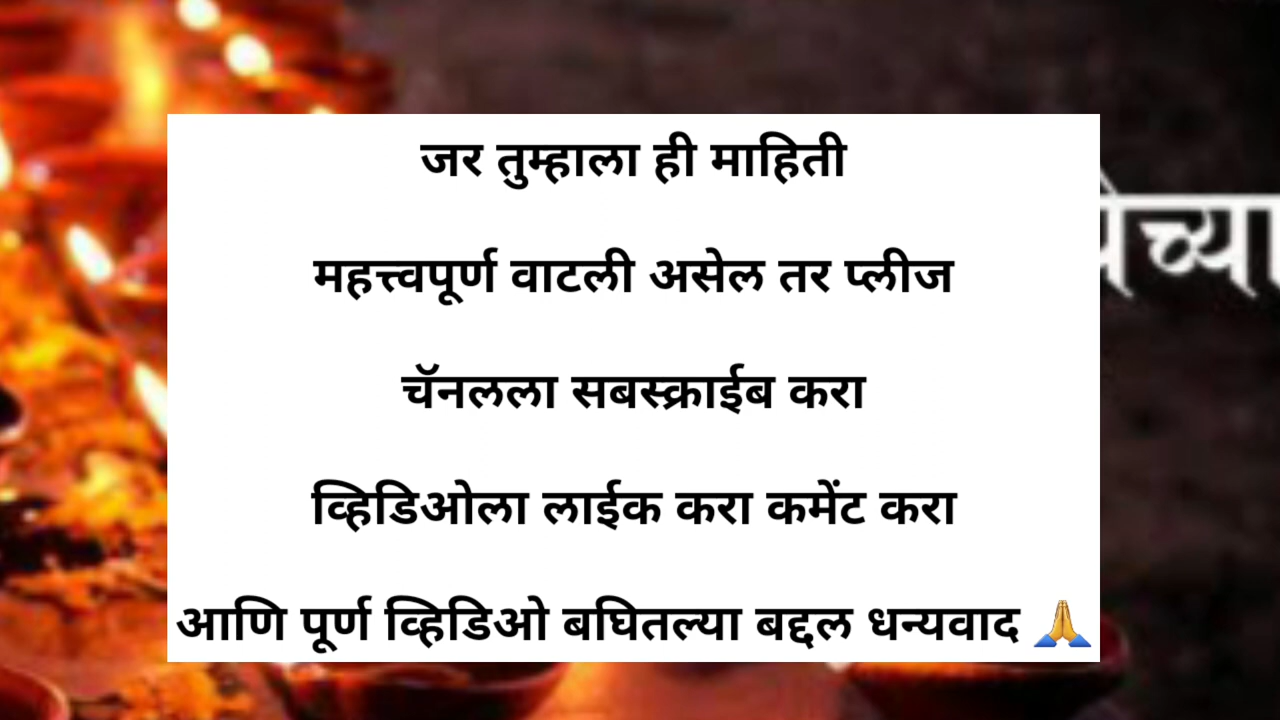 जर तुम्हाला ही माहिती
महत्त्वपूर्ण वाटली असेल तर प्लीज
चॅनलला सबस्क्राईब करा
व्हिडिओला लाईक करा कमेंट करा
आणि पूर्ण व्हिडिओ बघितल्या बद्दल धन्यवाद 🙏